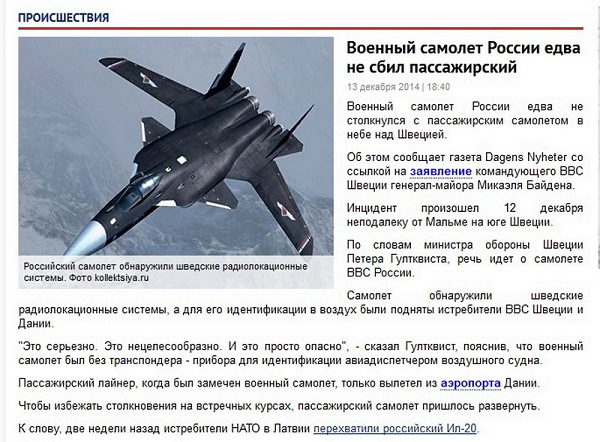 ПРОИСШЕСТВИЯ
Военный самолет России едва
не сбил пассажирский
13 декабря 2014 | 18:40
Военный самолет России едва не
столкнулся с пассажирским самолетом в
небе над Швецией.
Об этом сообщает газета Dagens Nyheter со
ссылкой на заявление командующего ВВС
Швеции генерал-майора Микаэля Байдена.
Инцидент произошел 12 декабря
неподалеку от Мальме на юге Швеции.
По словам министра обороны Швеции
Петера Гултквиста, речь идет о самолете
ВВС России.
Российский самолет обнаружили шведские радиолокационные
системы. Фото kollektsiya.ru
Самолет обнаружили шведские
радиолокационные системы, а для его идентификации в воздух были подняты истребители ВВС Швеции и
Дании.
"Это серьезно. Это нецелесообразно. И это просто опасно", - сказал Гултквист, пояснив, что военный
самолет был без транспондера - прибора для идентификации авиадиспетчером воздушного судна.
Пассажирский лайнер, когда был замечен военный самолет, только вылетел из аэропорта Дании.
Чтобы избежать столкновения на встречных курсах, пассажирский самолет пришлось развернуть.
К слову, две недели назад истребители НАТО в Латвии перехватили российский Ил-20.